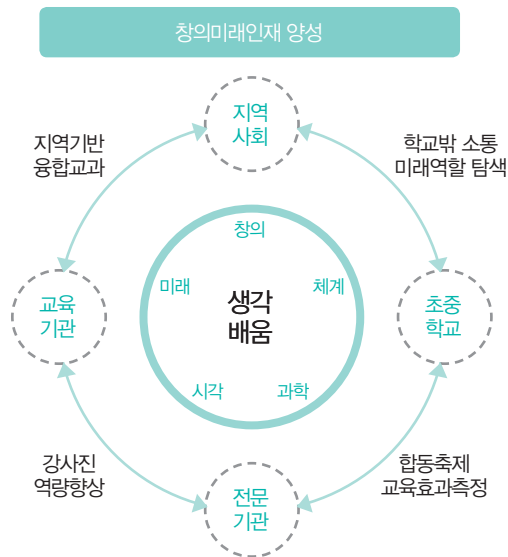 창의미래인재 양성
지역
사회
지역기반
융합교과
학교밖 소통
미래역할 탐색
창의
미래
체계
생각
배움
교육
기관
초중
학교
시각
과학
강사진
역량향상
합동축제
교육효과측정
전문
기관